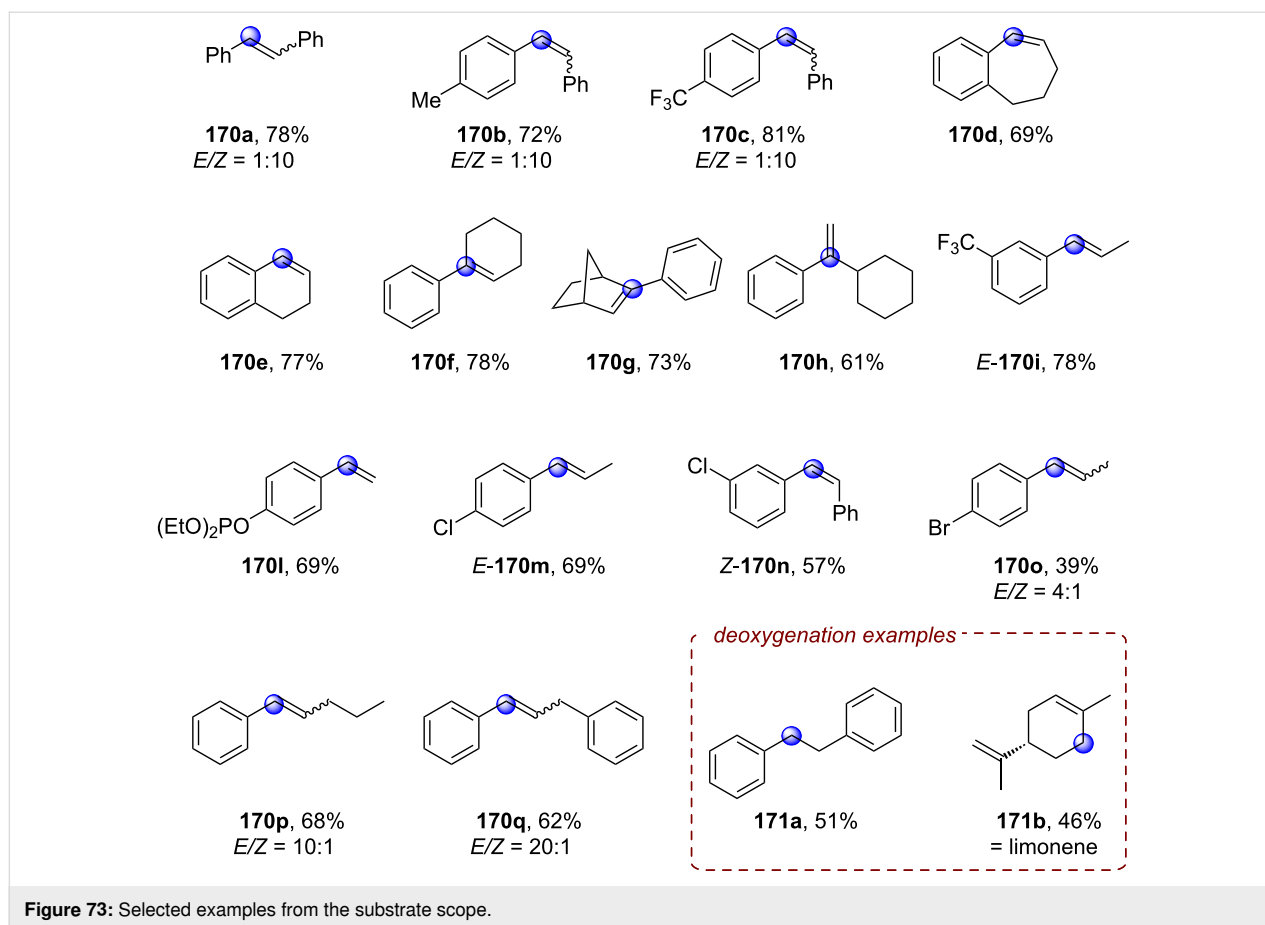 Ph Ph
Me Ph
F₃C Ph
170a, 78%
E/Z = 1:10
170b, 72%
E/Z = 1:10
170c, 81%
E/Z = 1:10
170d, 69%
F₃C
170e, 77%
170f, 78%
170g, 73%
170h, 61%
E-170i, 78%
(EtO)₂PO
Cl
Cl
Ph
Br
170l, 69%
E-170m, 69%
Z-170n, 57%
170o, 39%
E/Z = 4:1
deoxygenation examples
170p, 68%
E/Z = 10:1
170q, 62%
E/Z = 20:1
171a, 51%
171b, 46%
= limonene
Figure 73: Selected examples from the substrate scope.